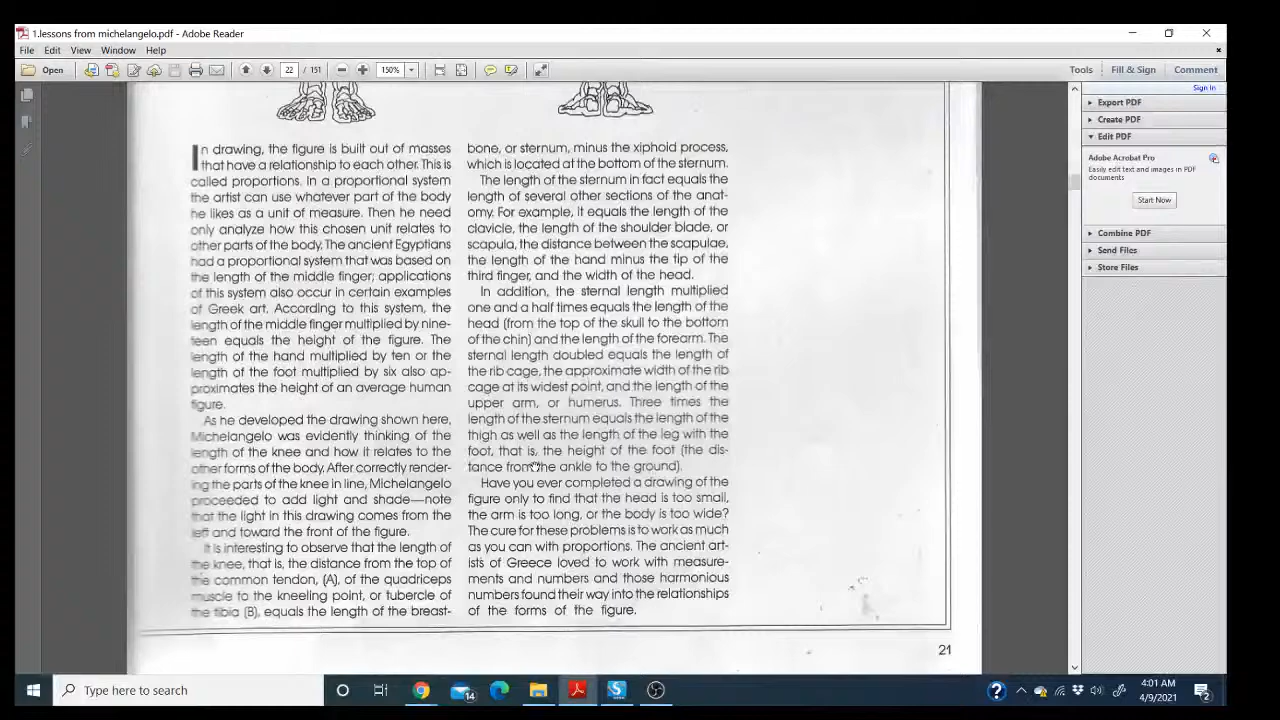 1.lessons from michelangelo.pdf - Adobe Reader
File Edit View Window Help
Open 22 / 151 150% Tools Fill & Sign Comment
Sign In
Export PDF
Create PDF
Edit PDF
Adobe Acrobat Pro
Easily edit text and images in PDF
documents
Start Now
Combine PDF
Send Files
Store Files
In drawing, the figure is built out of masses
that have a relationship to each other. This is
called proportions. In a proportional system
the artist can use whatever part of the body
he likes as a unit of measure. Then he need
only analyze how this chosen unit relates to
other parts of the body. The ancient Egyptians
had a proportional system that was based on
the length of the middle finger; applications
of this system also occur in certain examples
of Greek art. According to this system, the
length of the middle finger multiplied by nine-
teen equals the height of the figure. The
length of the hand multiplied by ten or the
length of the foot multiplied by six also ap-
proximates the height of an average human
figure.
As he developed the drawing shown here,
Michelangelo was evidently thinking of the
length of the knee and how it relates to the
other forms of the body. After correctly render-
ing the parts of the knee in line, Michelangelo
proceeded to add light and shade—note
that the light in this drawing comes from the
left and toward the front of the figure.
It is interesting to observe that the length of
the knee, that is, the distance from the top of
the common tendon, (A), of the quadriceps
muscle to the kneeling point, or tubercle of
the tibia (B), equals the length of the breast-
bone, or sternum, minus the xiphoid process,
which is located at the bottom of the sternum.
The length of the sternum in fact equals the
length of several other sections of the anat-
omy. For example, it equals the length of the
clavicle, the length of the shoulder blade, or
scapula, the distance between the scapulae,
the length of the hand minus the tip of the
third finger, and the width of the head.
In addition, the sternal length multiplied
one and a half times equals the length of the
head (from the top of the skull to the bottom
of the chin) and the length of the forearm. The
sternal length doubled equals the length of
the rib cage, the approximate width of the rib
cage at its widest point, and the length of the
upper arm, or humerus. Three times the
length of the sternum equals the length of the
thigh as well as the length of the leg with the
foot, that is, the height of the foot (the dis-
tance from the ankle to the ground).
Have you ever completed a drawing of the
figure only to find that the head is too small,
the arm is too long, or the body is too wide?
The cure for these problems is to work as much
as you can with proportions. The ancient art-
ists of Greece loved to work with measure-
ments and numbers and those harmonious
numbers found their way into the relationships
of the forms of the figure.
21
Type here to search
14
4:01 AM
4/9/2021
2